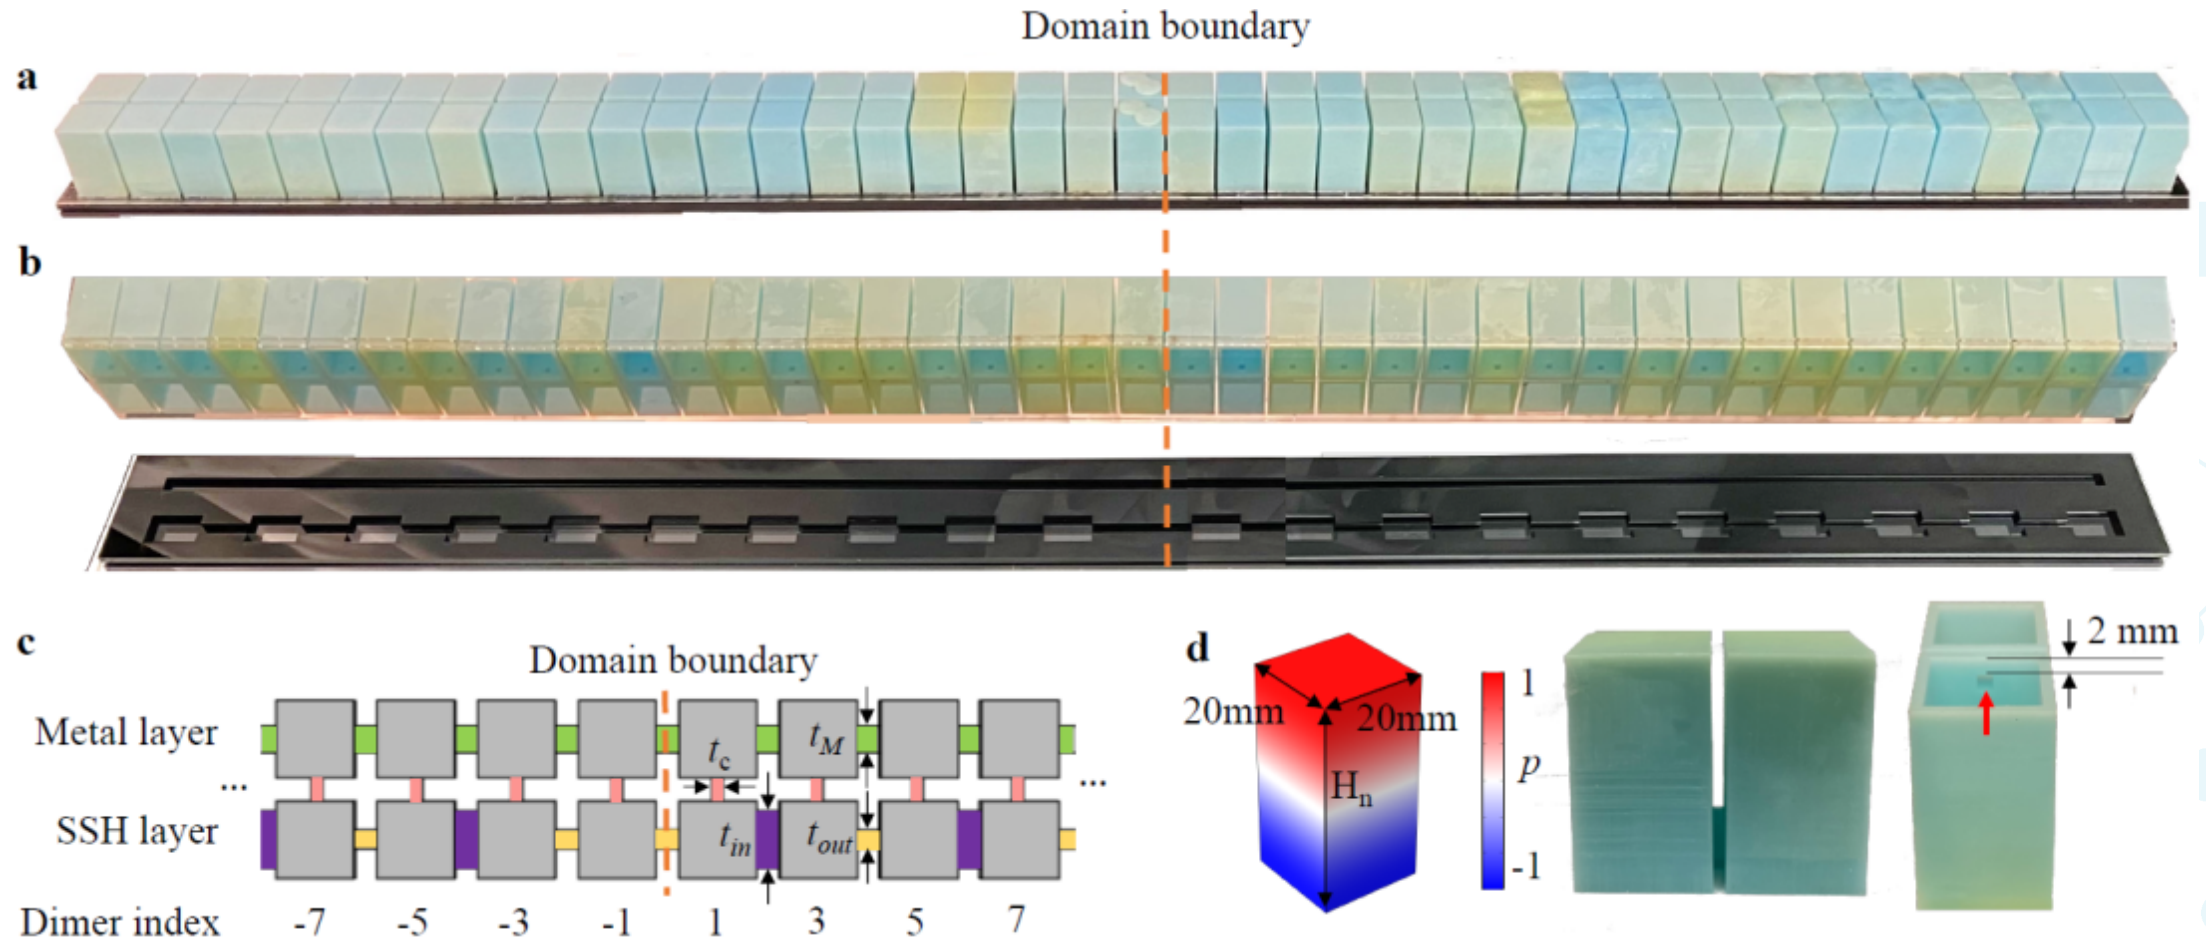 Domain boundary
a
b
c
Domain boundary
Metal layer
t_c
t_M
...
...
SSH layer
t_in
t_out
Dimer index -7 -5 -3 -1 1 3 5 7
d
20mm
20mm
H_n
1
p
-1
2 mm